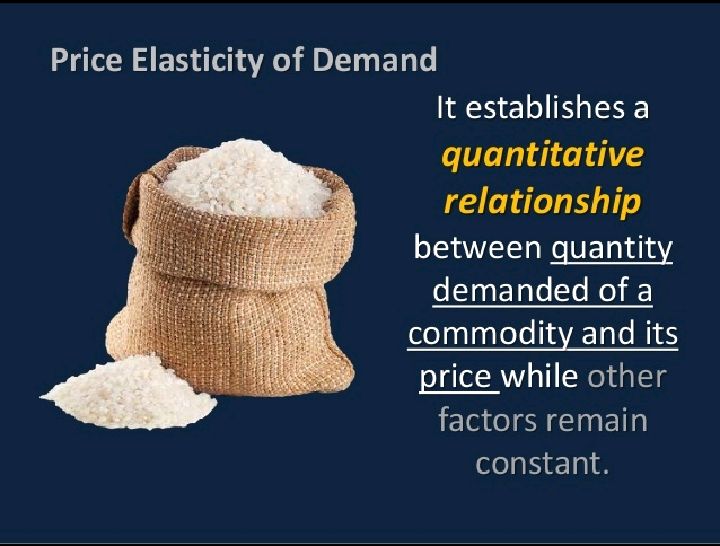 Price Elasticity of Demand
It establishes a
quantitative
relationship
between quantity
demanded of a
commodity and its
price while other
factors remain
constant.